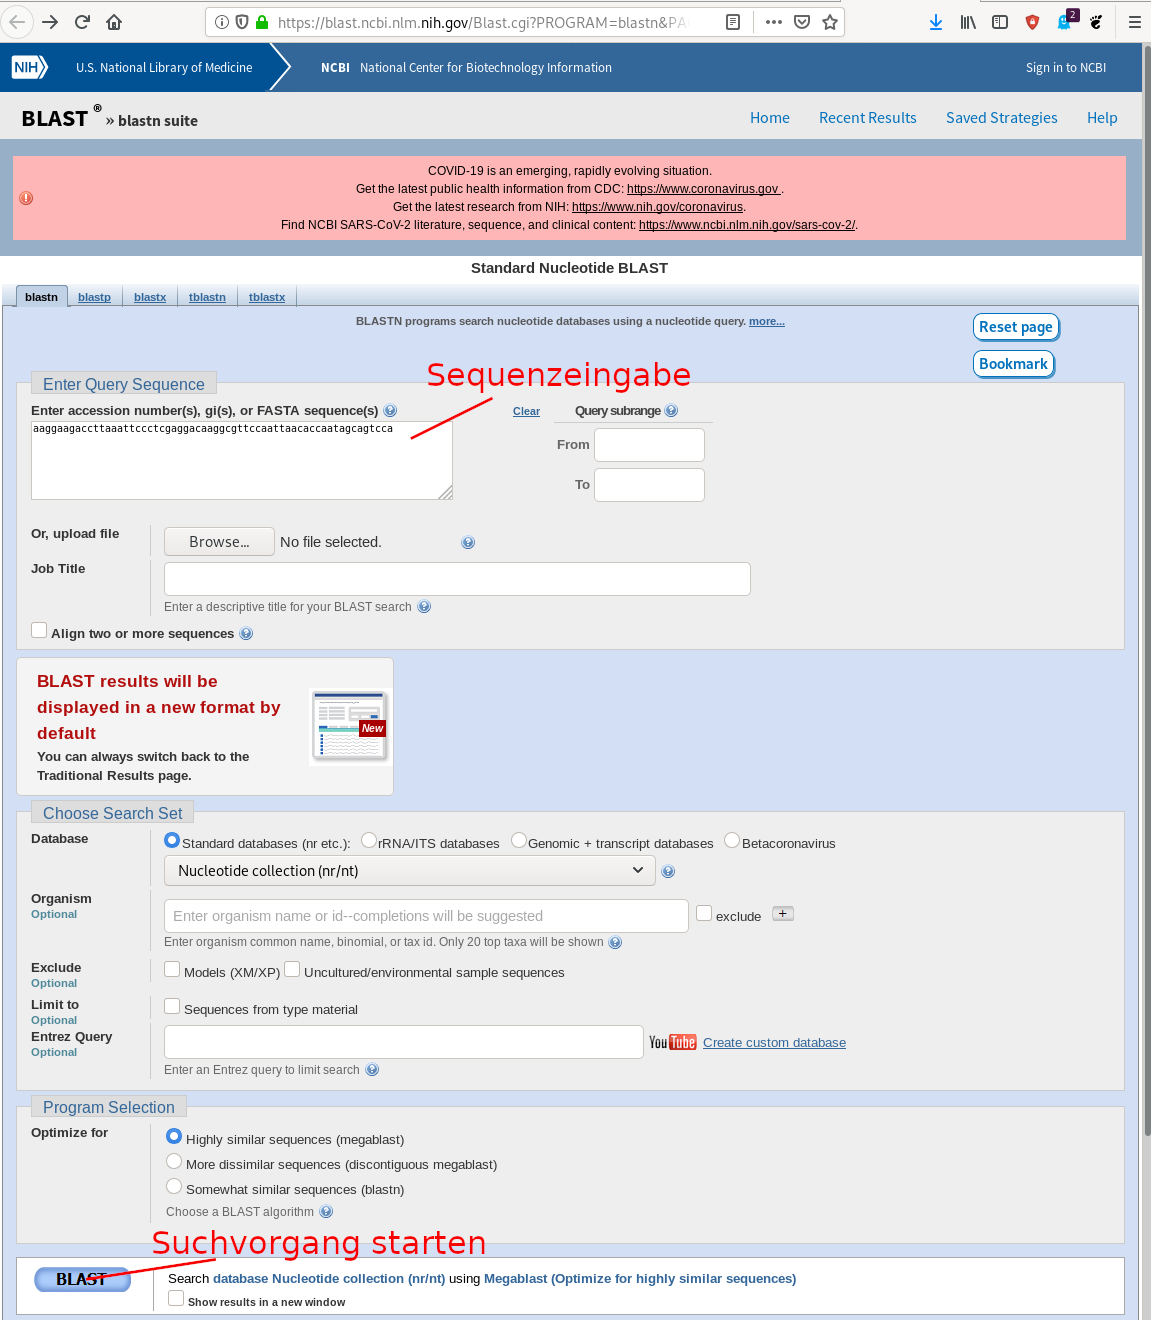 https://blast.ncbi.nlm.nih.gov/Blast.cgi?PROGRAM=blastn&PA
2
NIH U.S. National Library of Medicine NCBI National Center for Biotechnology Information Sign in to NCBI
BLAST ® » blastn suite Home Recent Results Saved Strategies Help
COVID-19 is an emerging, rapidly evolving situation.
Get the latest public health information from CDC: https://www.coronavirus.gov .
Get the latest research from NIH: https://www.nih.gov/coronavirus.
Find NCBI SARS-CoV-2 literature, sequence, and clinical content: https://www.ncbi.nlm.nih.gov/sars-cov-2/.
Standard Nucleotide BLAST
blastn blastp blastx tblastn tblastx
BLASTN programs search nucleotide databases using a nucleotide query. more...
Reset page
Bookmark
Sequenzeingabe
Enter Query Sequence
Enter accession number(s), gi(s), or FASTA sequence(s) Clear Query subrange
aaggaagaccttaaattccctcgaggacaaggcgttccaattaacaccaatagcagtcca
From
To
Or, upload file Browse... No file selected.
Job Title
Enter a descriptive title for your BLAST search
Align two or more sequences
BLAST results will be
displayed in a new format by
default
New
You can always switch back to the
Traditional Results page.
Choose Search Set
Database Standard databases (nr etc.): rRNA/ITS databases Genomic + transcript databases Betacoronavirus
Nucleotide collection (nr/nt)
Organism
Optional
Enter organism name or id--completions will be suggested exclude +
Enter organism common name, binomial, or tax id. Only 20 top taxa will be shown
Exclude
Optional
Models (XM/XP) Uncultured/environmental sample sequences
Limit to
Optional
Sequences from type material
Entrez Query
Optional
YouTube Create custom database
Enter an Entrez query to limit search
Program Selection
Optimize for Highly similar sequences (megablast)
More dissimilar sequences (discontiguous megablast)
Somewhat similar sequences (blastn)
Choose a BLAST algorithm
Suchvorgang starten
BLAST Search database Nucleotide collection (nr/nt) using Megablast (Optimize for highly similar sequences)
Show results in a new window